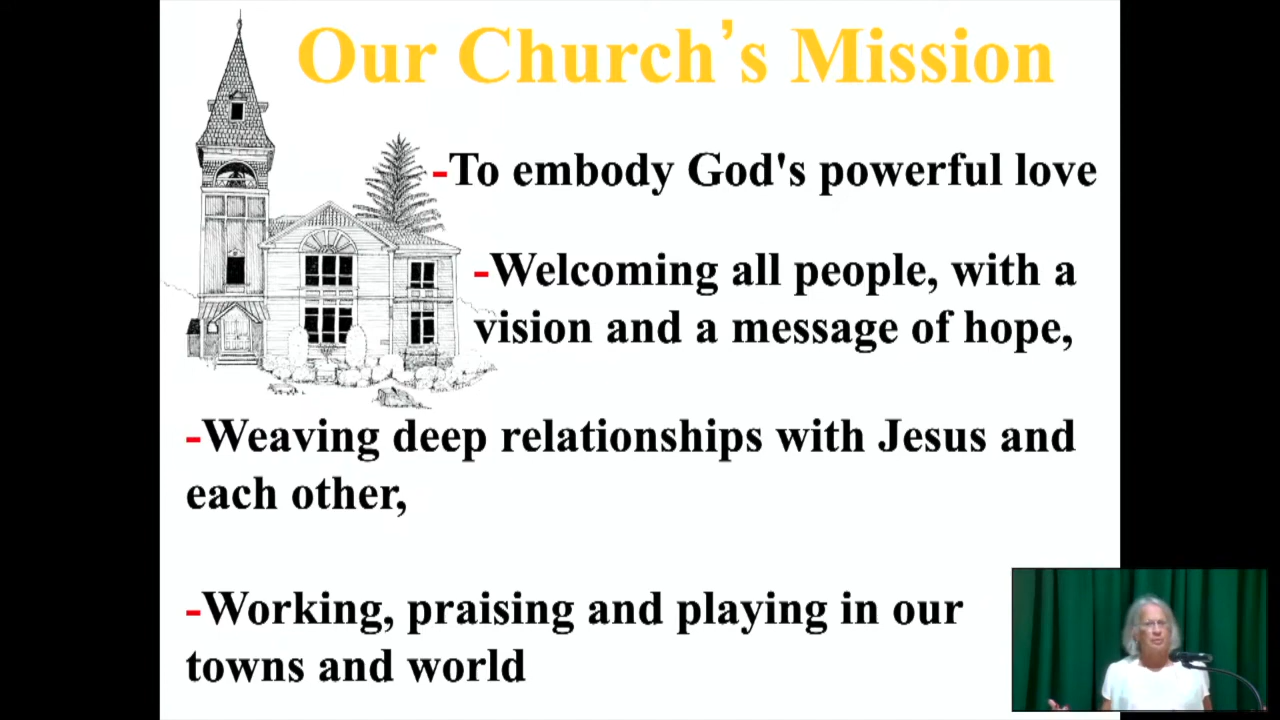 Our Church’s Mission
-To embody God's powerful love
-Welcoming all people, with a
vision and a message of hope,
-Weaving deep relationships with Jesus and
each other,
-Working, praising and playing in our
towns and world